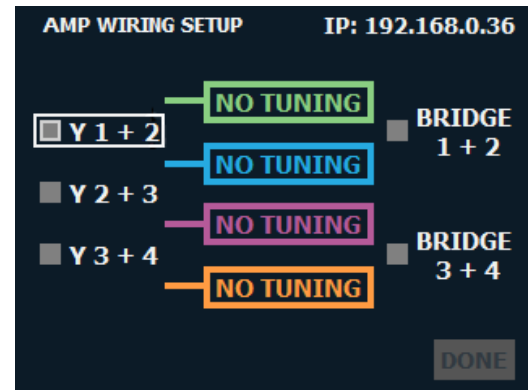 AMP WIRING SETUP
IP: 192.168.0.36
NO TUNING
Y 1 + 2
BRIDGE
1 + 2
NO TUNING
Y 2 + 3
NO TUNING
BRIDGE
3 + 4
Y 3 + 4
NO TUNING
DONE